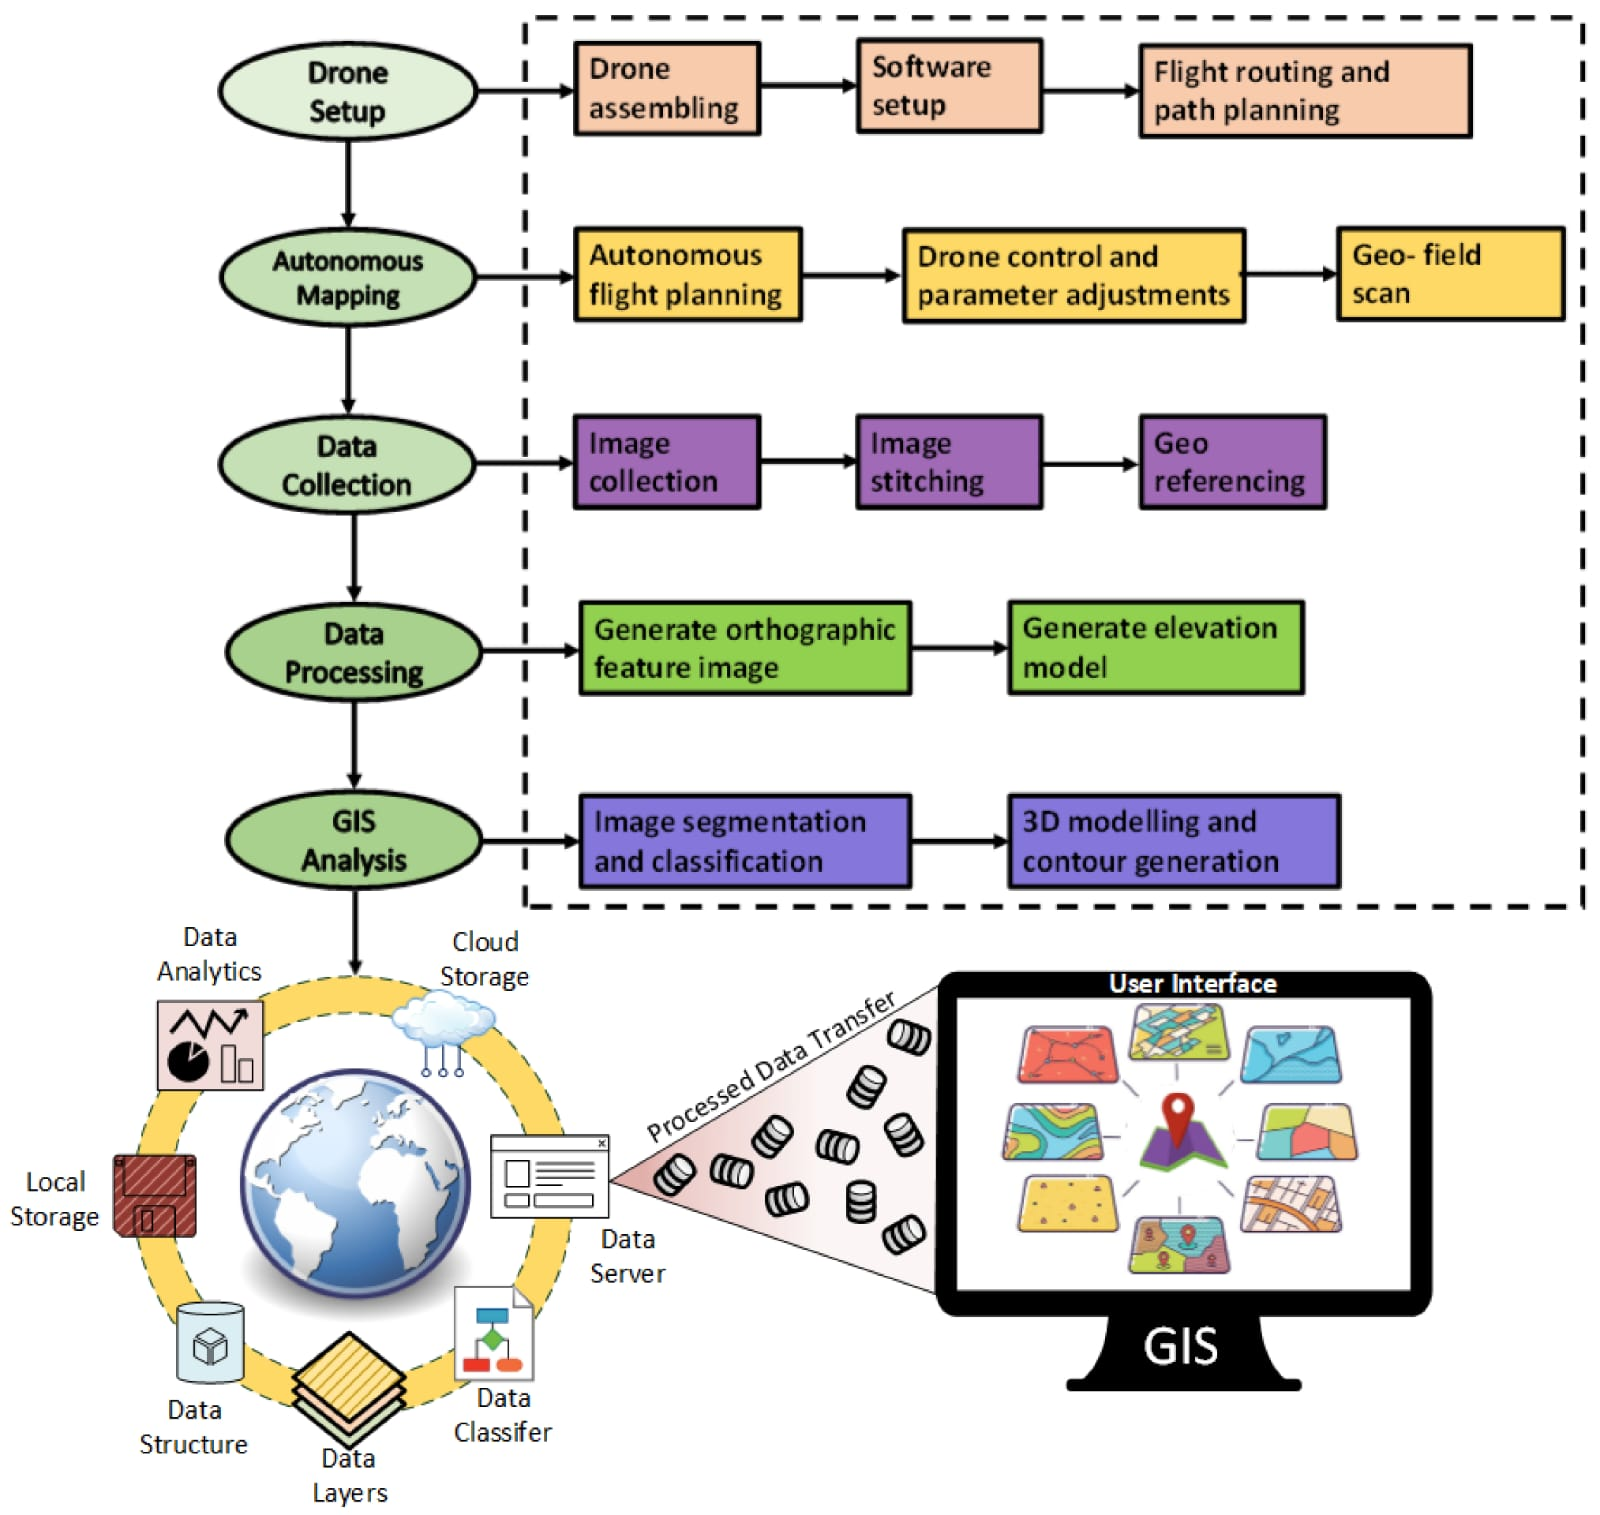 Drone
Setup
Drone
assembling
Software
setup
Flight routing and
path planning
Autonomous
Mapping
Autonomous
flight planning
Drone control and
parameter adjustments
Geo- field
scan
Data
Collection
Image
collection
Image
stitching
Geo
referencing
Data
Processing
Generate orthographic
feature image
Generate elevation
model
GIS
Analysis
Image segmentation
and classification
3D modelling and
contour generation
Data
Analytics
Cloud
Storage
Local
Storage
Data
Server
Data
Structure
Data
Layers
Data
Classifer
Processed Data Transfer
User Interface
GIS